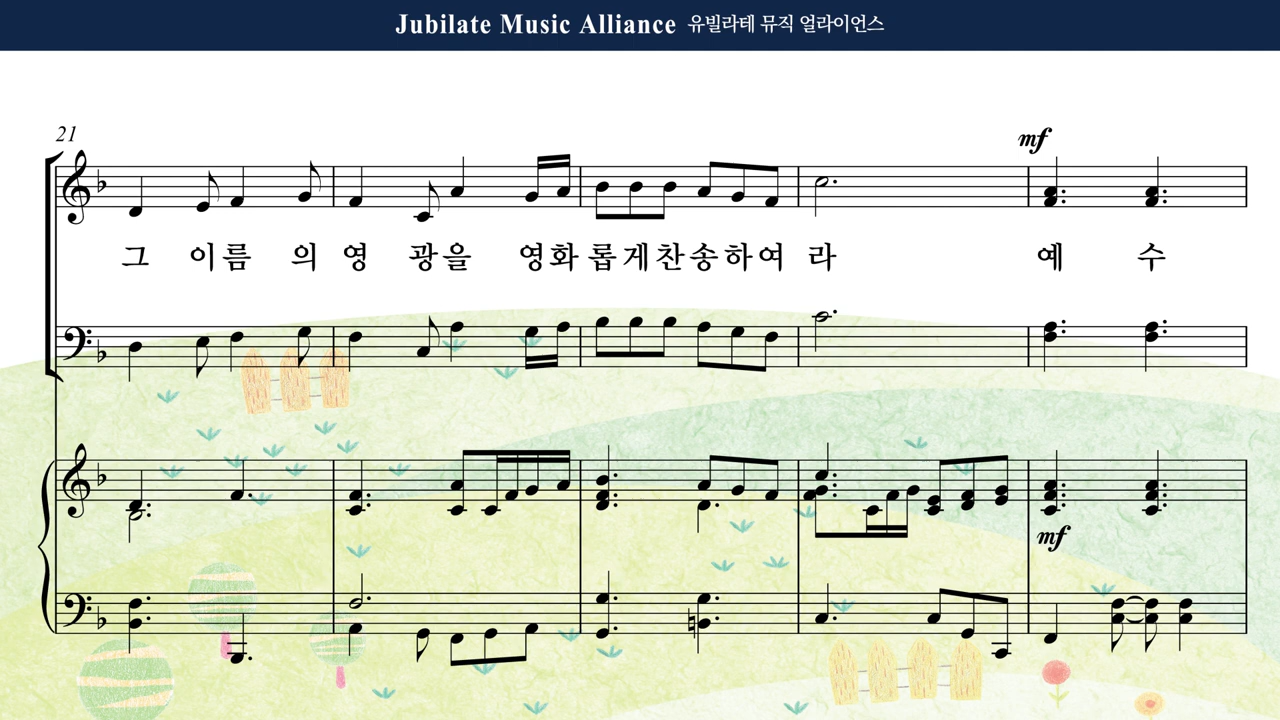 Jubilate Music Alliance 유빌라테 뮤직 얼라이언스
21
mf
그 이름 의 영 광을 영화롭게찬송하여 라 예 수
mf